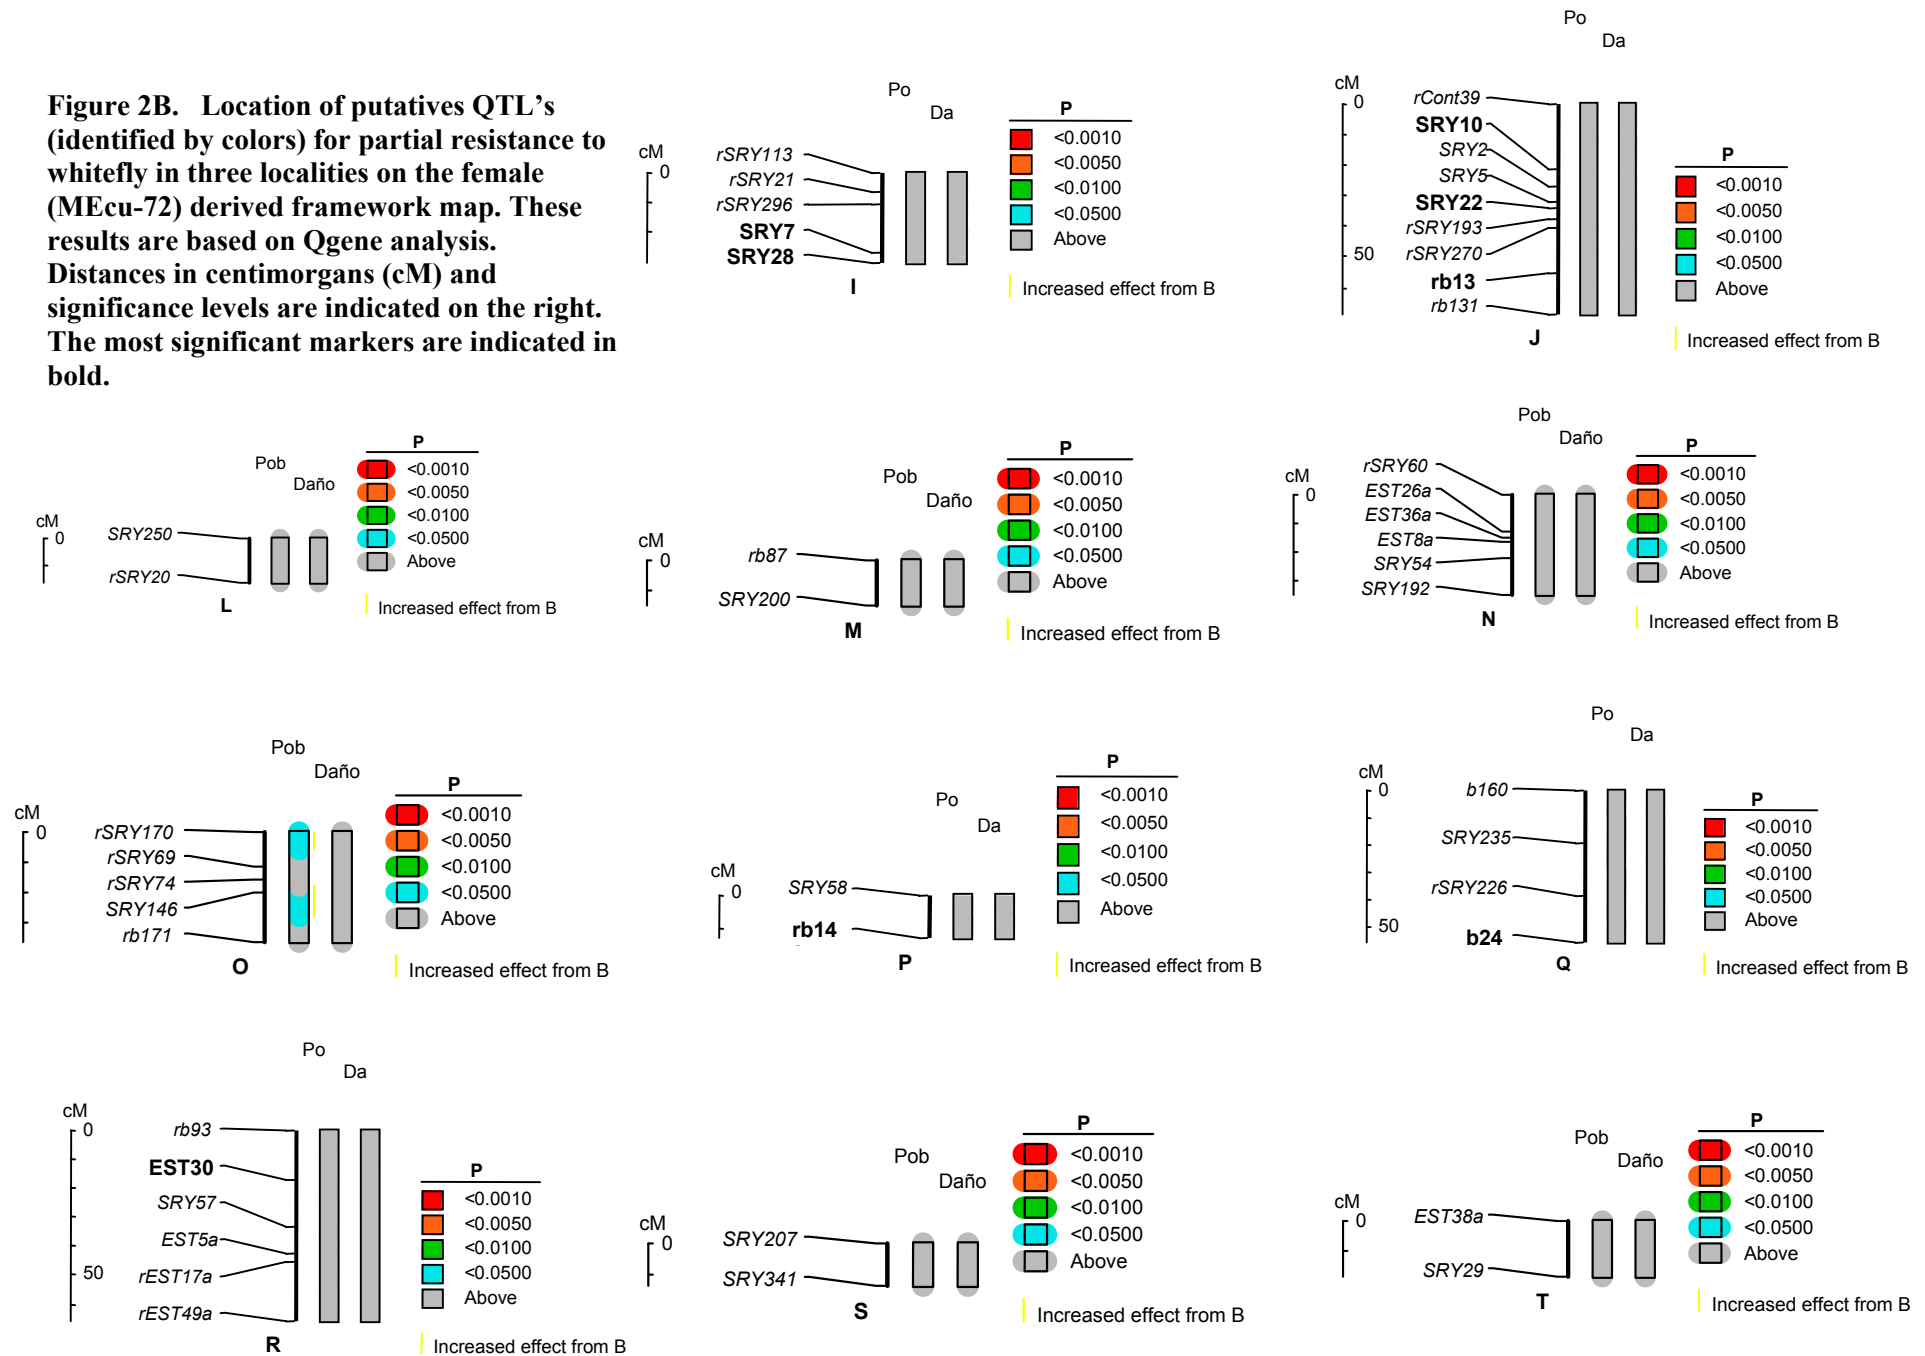 Figure 2B. Location of putatives QTL's
(identified by colors) for partial resistance to
whitefly in three localities on the female
(MEcu-72) derived framework map. These
results are based on Qgene analysis.
Distances in centimorgans (cM) and
significance levels are indicated on the right.
The most significant markers are indicated in
bold.
Po
Da
cM
0
rSRY113
rSRY21
rSRY296
SRY7
SRY28
I
P
<0.0010
<0.0050
<0.0100
<0.0500
Above
Increased effect from B
Po
Da
cM
0
50
rCont39
SRY10
SRY2
SRY5
SRY22
rSRY193
rSRY270
rb13
rb131
J
P
<0.0010
<0.0050
<0.0100
<0.0500
Above
Increased effect from B
Pob
Daño
cM
0
SRY250
rSRY20
L
P
<0.0010
<0.0050
<0.0100
<0.0500
Above
Increased effect from B
Pob
Daño
cM
0
rb87
SRY200
M
P
<0.0010
<0.0050
<0.0100
<0.0500
Above
Increased effect from B
Pob
Daño
cM
0
rSRY60
EST26a
EST36a
EST8a
SRY54
SRY192
N
P
<0.0010
<0.0050
<0.0100
<0.0500
Above
Increased effect from B
Pob
Daño
cM
0
rSRY170
rSRY69
rSRY74
SRY146
rb171
O
P
<0.0010
<0.0050
<0.0100
<0.0500
Above
Increased effect from B
Po
Da
cM
0
SRY58
rb14
P
P
<0.0010
<0.0050
<0.0100
<0.0500
Above
Increased effect from B
Po
Da
cM
0
50
b160
SRY235
rSRY226
b24
Q
P
<0.0010
<0.0050
<0.0100
<0.0500
Above
Increased effect from B
Po
Da
cM
0
50
rb93
EST30
SRY57
EST5a
rEST17a
rEST49a
R
P
<0.0010
<0.0050
<0.0100
<0.0500
Above
Increased effect from B
Pob
Daño
cM
0
SRY207
SRY341
S
P
<0.0010
<0.0050
<0.0100
<0.0500
Above
Increased effect from B
Pob
Daño
cM
0
EST38a
SRY29
T
P
<0.0010
<0.0050
<0.0100
<0.0500
Above
Increased effect from B